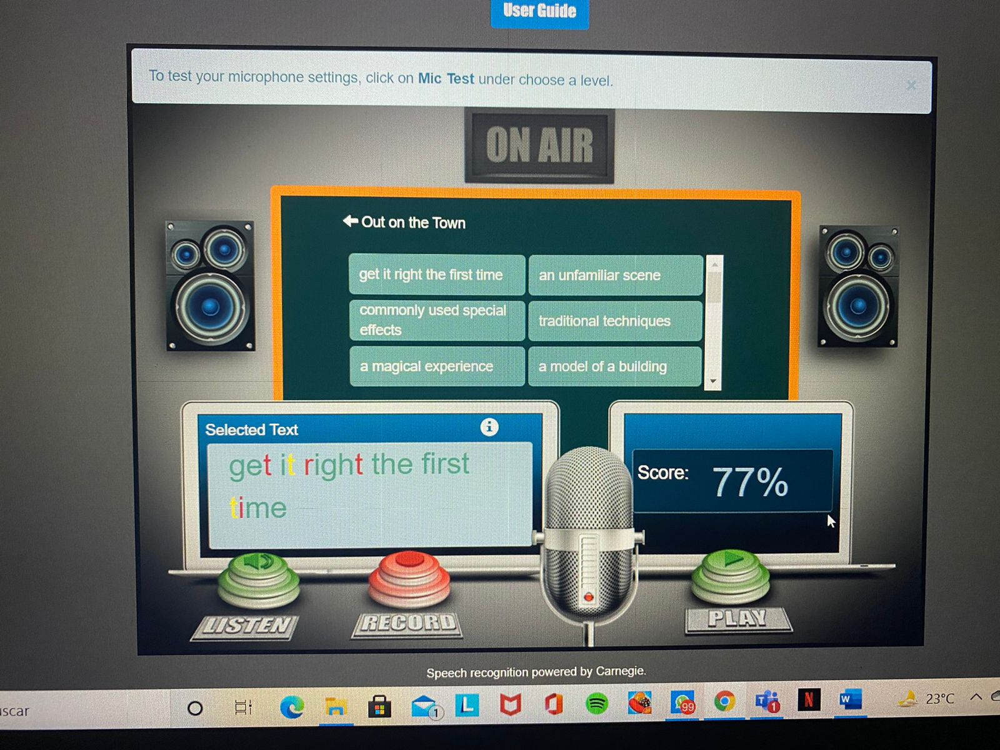 User Guide
To test your microphone settings, click on Mic Test under choose a level.
×
ON AIR
Out on the Town
get it right the first time
an unfamiliar scene
commonly used special
effects
traditional techniques
a magical experience
a model of a building
Selected Text
get it right the first
time
Score: 77%
LISTEN
RECORD
PLAY
Speech recognition powered by Carnegie.
scar
1
L
99
T
1
N
W
23°C